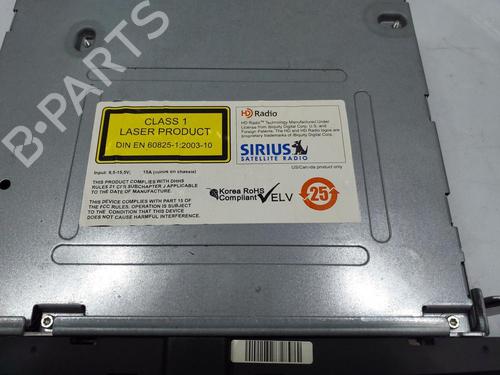 B-PARTS
CLASS 1
LASER PRODUCT
DIN EN 60825-1:2003-10
HD Radio
HD Radio™ Technology Manufactured Under
License from iBiquity Digital Corp. U.S. and
Foreign Patents. The HD and HD Radio logos are
proprietary trademarks of iBiquity Digital Corp.
SIRIUS
SATELLITE RADIO
US/Canada product only
Input: 9,5-15,5V; 15A (option on chassis)
THIS PRODUCT COMPLIES WITH DHHS
RULES 21 CFR SUBCHAPTER J APPLICABLE
TO THE DATE OF MANUFACTURE.
THIS DEVICE COMPLIES WITH PART 15 OF
THE FCC RULES. OPERATION IS SUBJECT
TO THE CONDITION THAT THIS DEVICE
DOES NOT CAUSE HARMFUL INTERFERENCE.
Korea RoHS
Compliant
ELV
25